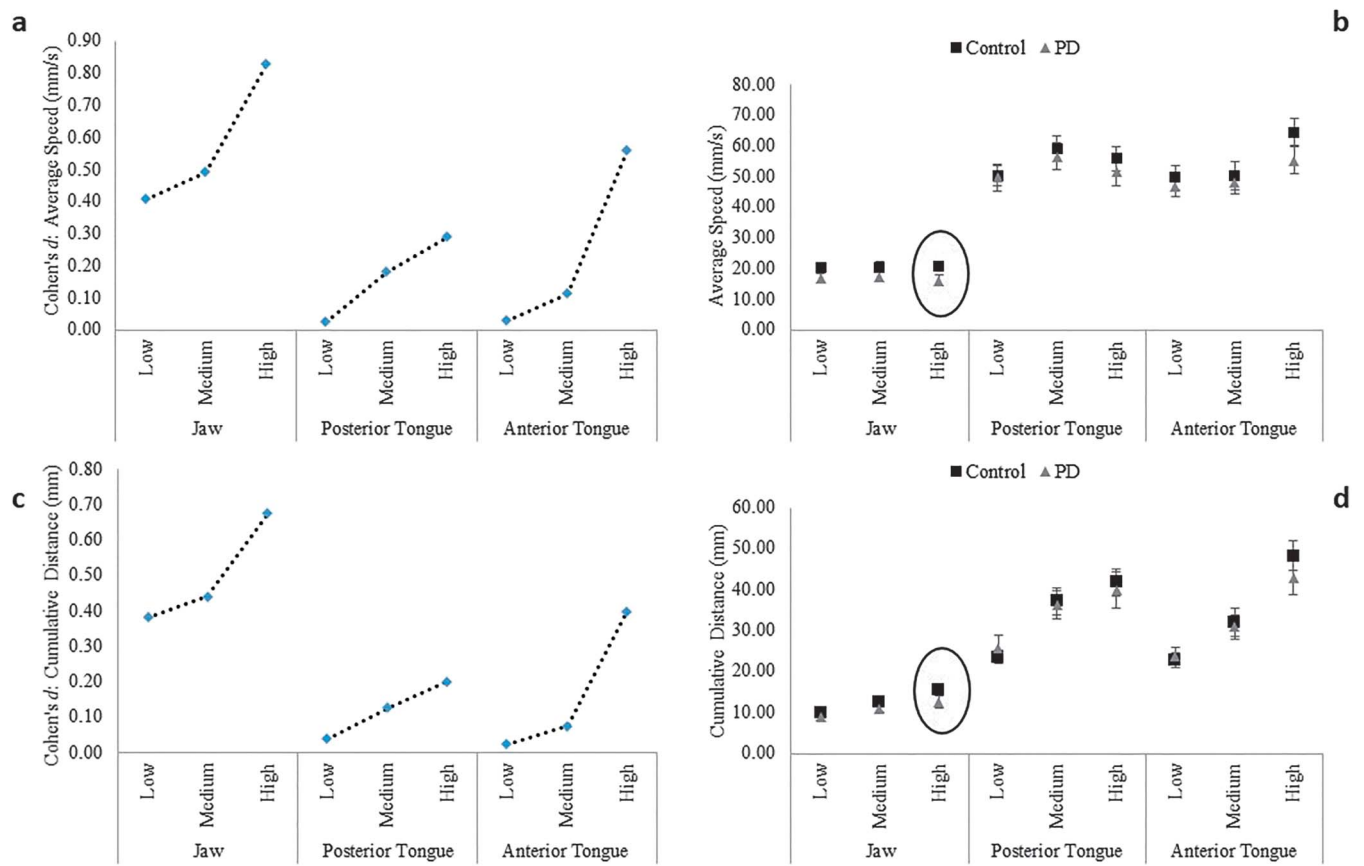 a
Cohen's d: Average Speed (mm/s)
0.90
0.80
0.70
0.60
0.50
0.40
0.30
0.20
0.10
0.00
Low
Medium
High
Low
Medium
High
Low
Medium
High
Jaw
Posterior Tongue
Anterior Tongue
b
Control PD
Average Speed (mm/s)
80.00
70.00
60.00
50.00
40.00
30.00
20.00
10.00
0.00
Low
Medium
High
Low
Medium
High
Low
Medium
High
Jaw
Posterior Tongue
Anterior Tongue
c
Cohen's d: Cumulative Distance (mm)
0.80
0.70
0.60
0.50
0.40
0.30
0.20
0.10
0.00
Low
Medium
High
Low
Medium
High
Low
Medium
High
Jaw
Posterior Tongue
Anterior Tongue
d
Control PD
Cumulative Distance (mm)
60.00
50.00
40.00
30.00
20.00
10.00
0.00
Low
Medium
High
Low
Medium
High
Low
Medium
High
Jaw
Posterior Tongue
Anterior Tongue